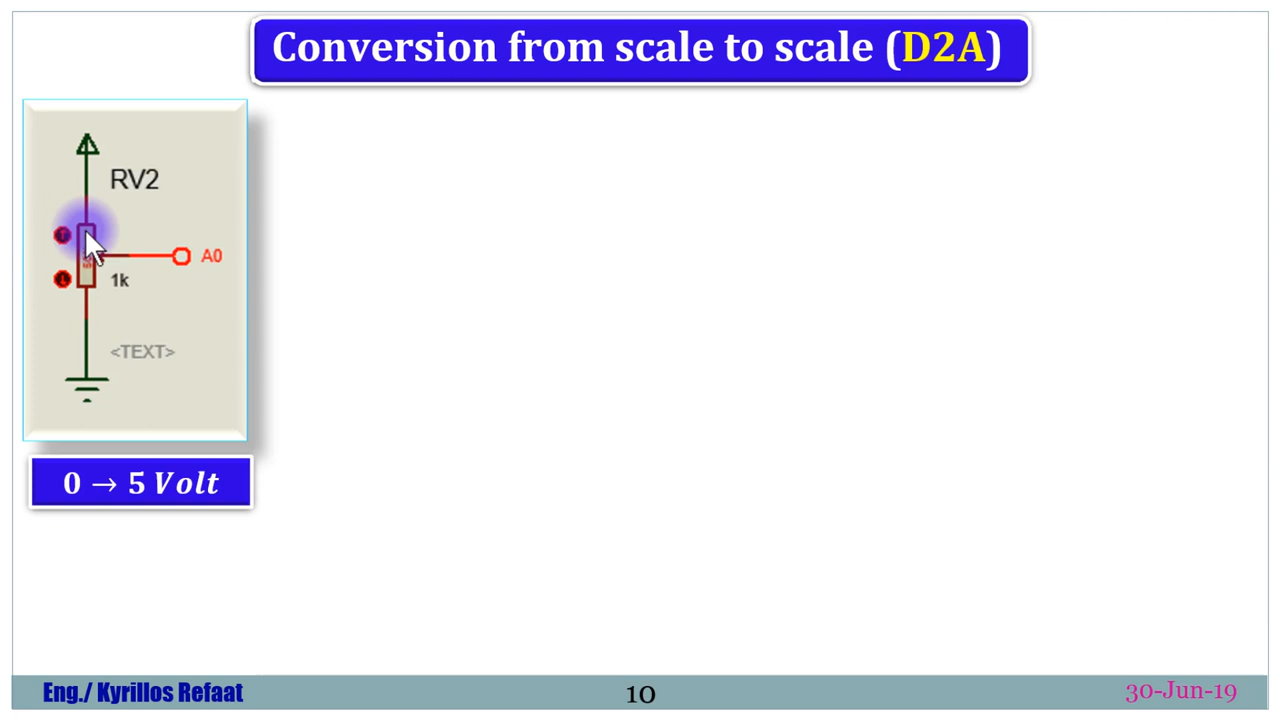 Conversion from scale to scale (D2A)
RV2
A0
1k
<TEXT>
0 → 5 Volt
Eng./ Kyrillos Refaat
10
30-Jun-19